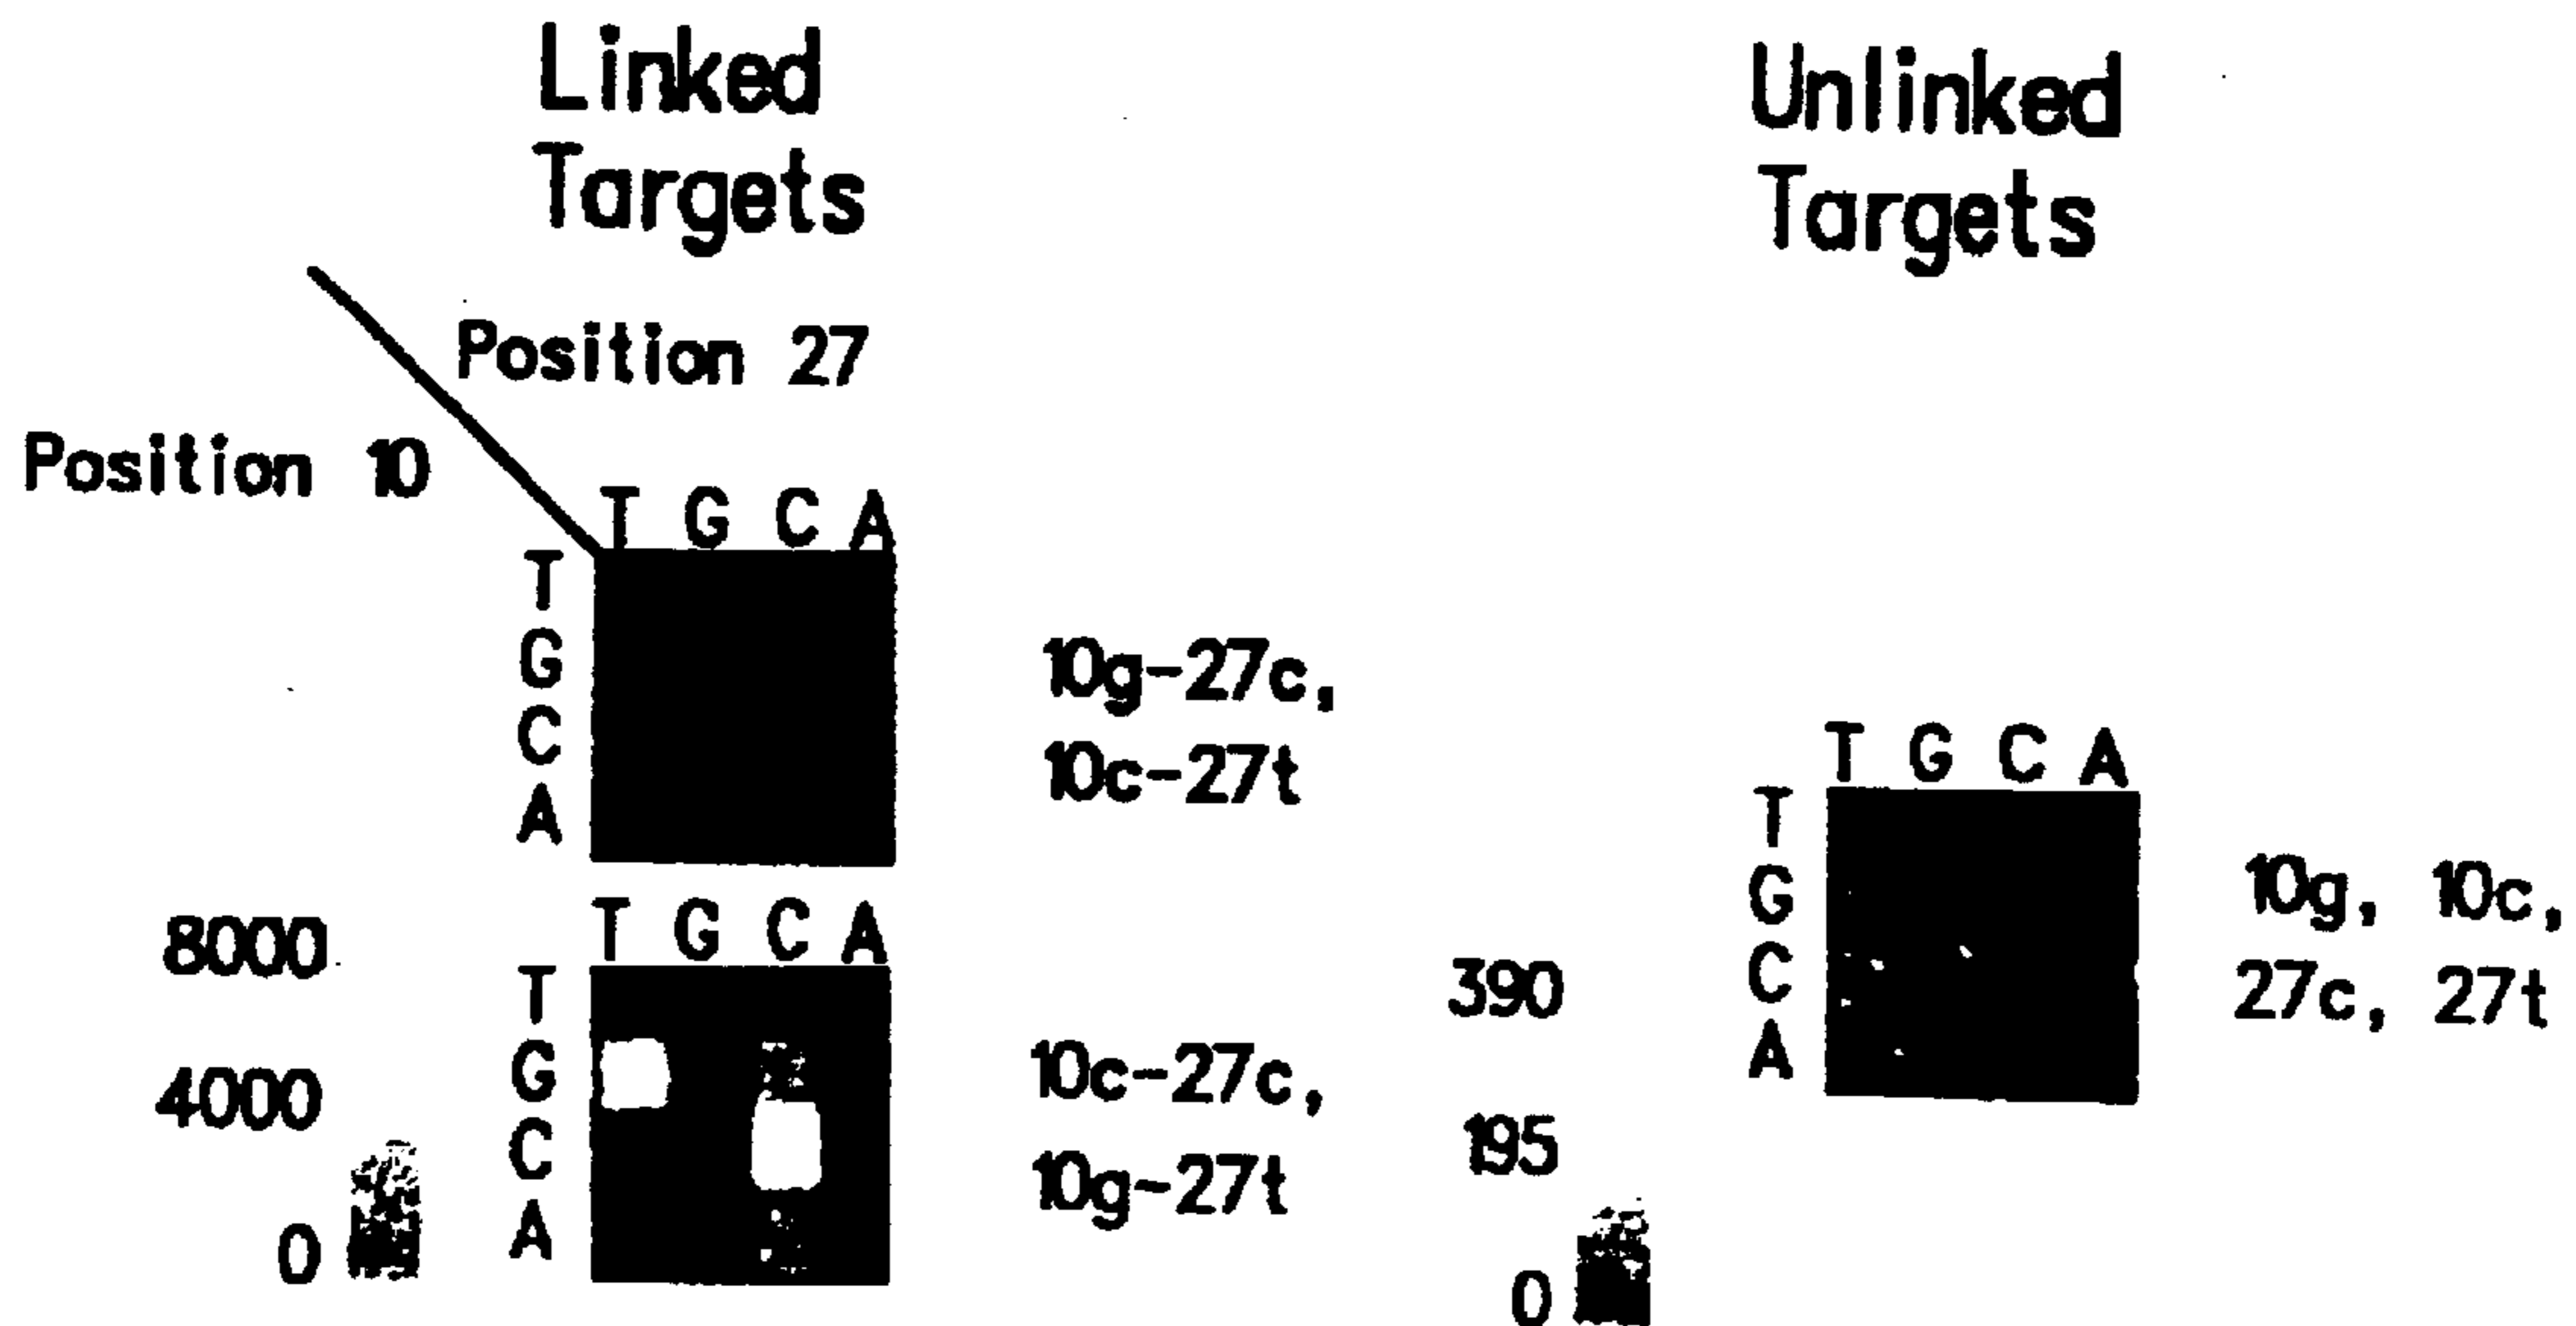 Linked
Targets
Position 27
Position 10
T G C A
T
G
C
A
10g-27c,
10c-27t
T G C A
T
G
C
A
8000
4000
0
10c-27c,
10g-27t
Unlinked
Targets
T G C A
T
G
C
A
390
195
0
10g, 10c,
27c, 27t